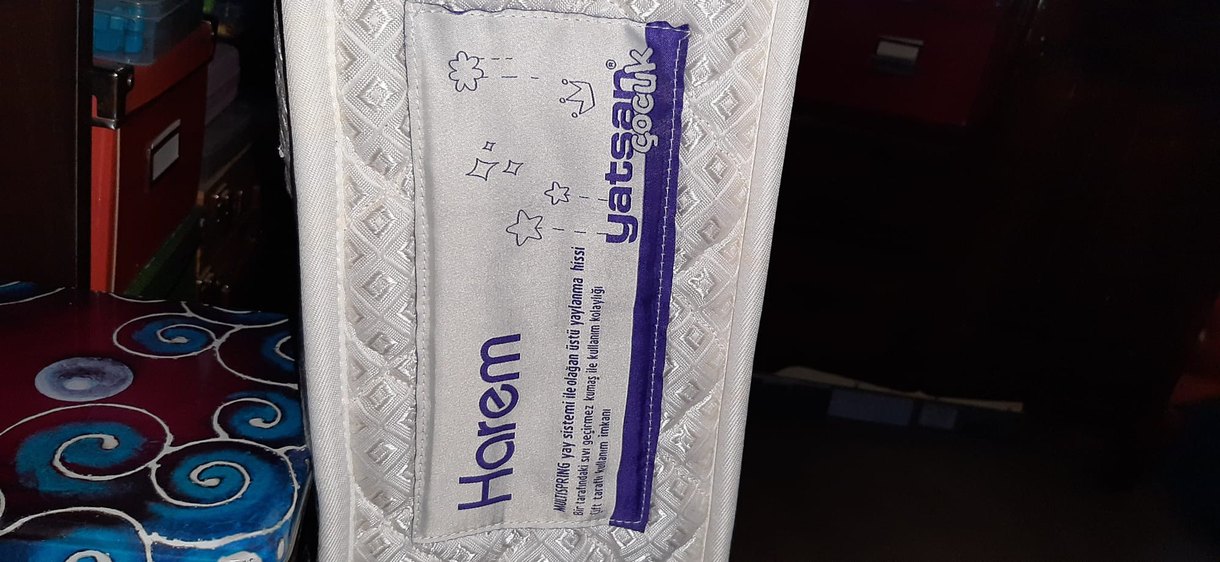 Harem
MULTISPRING yay sistemi ile olağan üstü yaylanma hissi
Bir tarafındaki sıvı geçirmez kumaş ile kullanım kolaylığı
Çift taraflı kullanım imkanı
yatsan®
çocuk